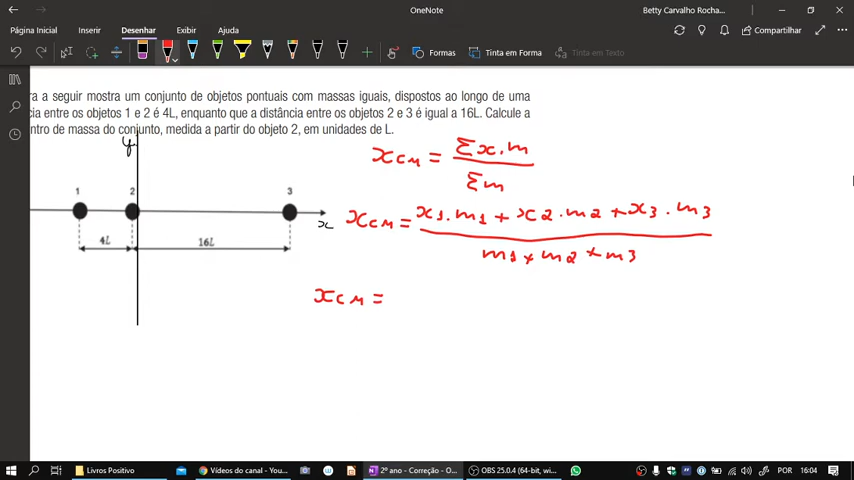 OneNote
Betty Carvalho Rocha...
Página Inicial Inserir Desenhar Exibir Ajuda
Compartilhar
Formas Tinta em Forma Tinta em Texto
ra a seguir mostra um conjunto de objetos pontuais com massas iguais, dispostos ao longo de uma
cia entre os objetos 1 e 2 é 4L, enquanto que a distância entre os objetos 2 e 3 é igual a 16L. Calcule a
ntro de massa do conjunto, medida a partir do objeto 2, em unidades de L.
y
xcm = Σx.m
Σm
1 2 3
xcm = x1.m1 + x2.m2 + x3.m3
m1 + m2 + m3
x
4L 16L
xcm =
Livros Positivo
Vídeos do canal - You...
2º ano - Correção - O...
OBS 25.0.4 (64-bit, wi...
POR 16:04